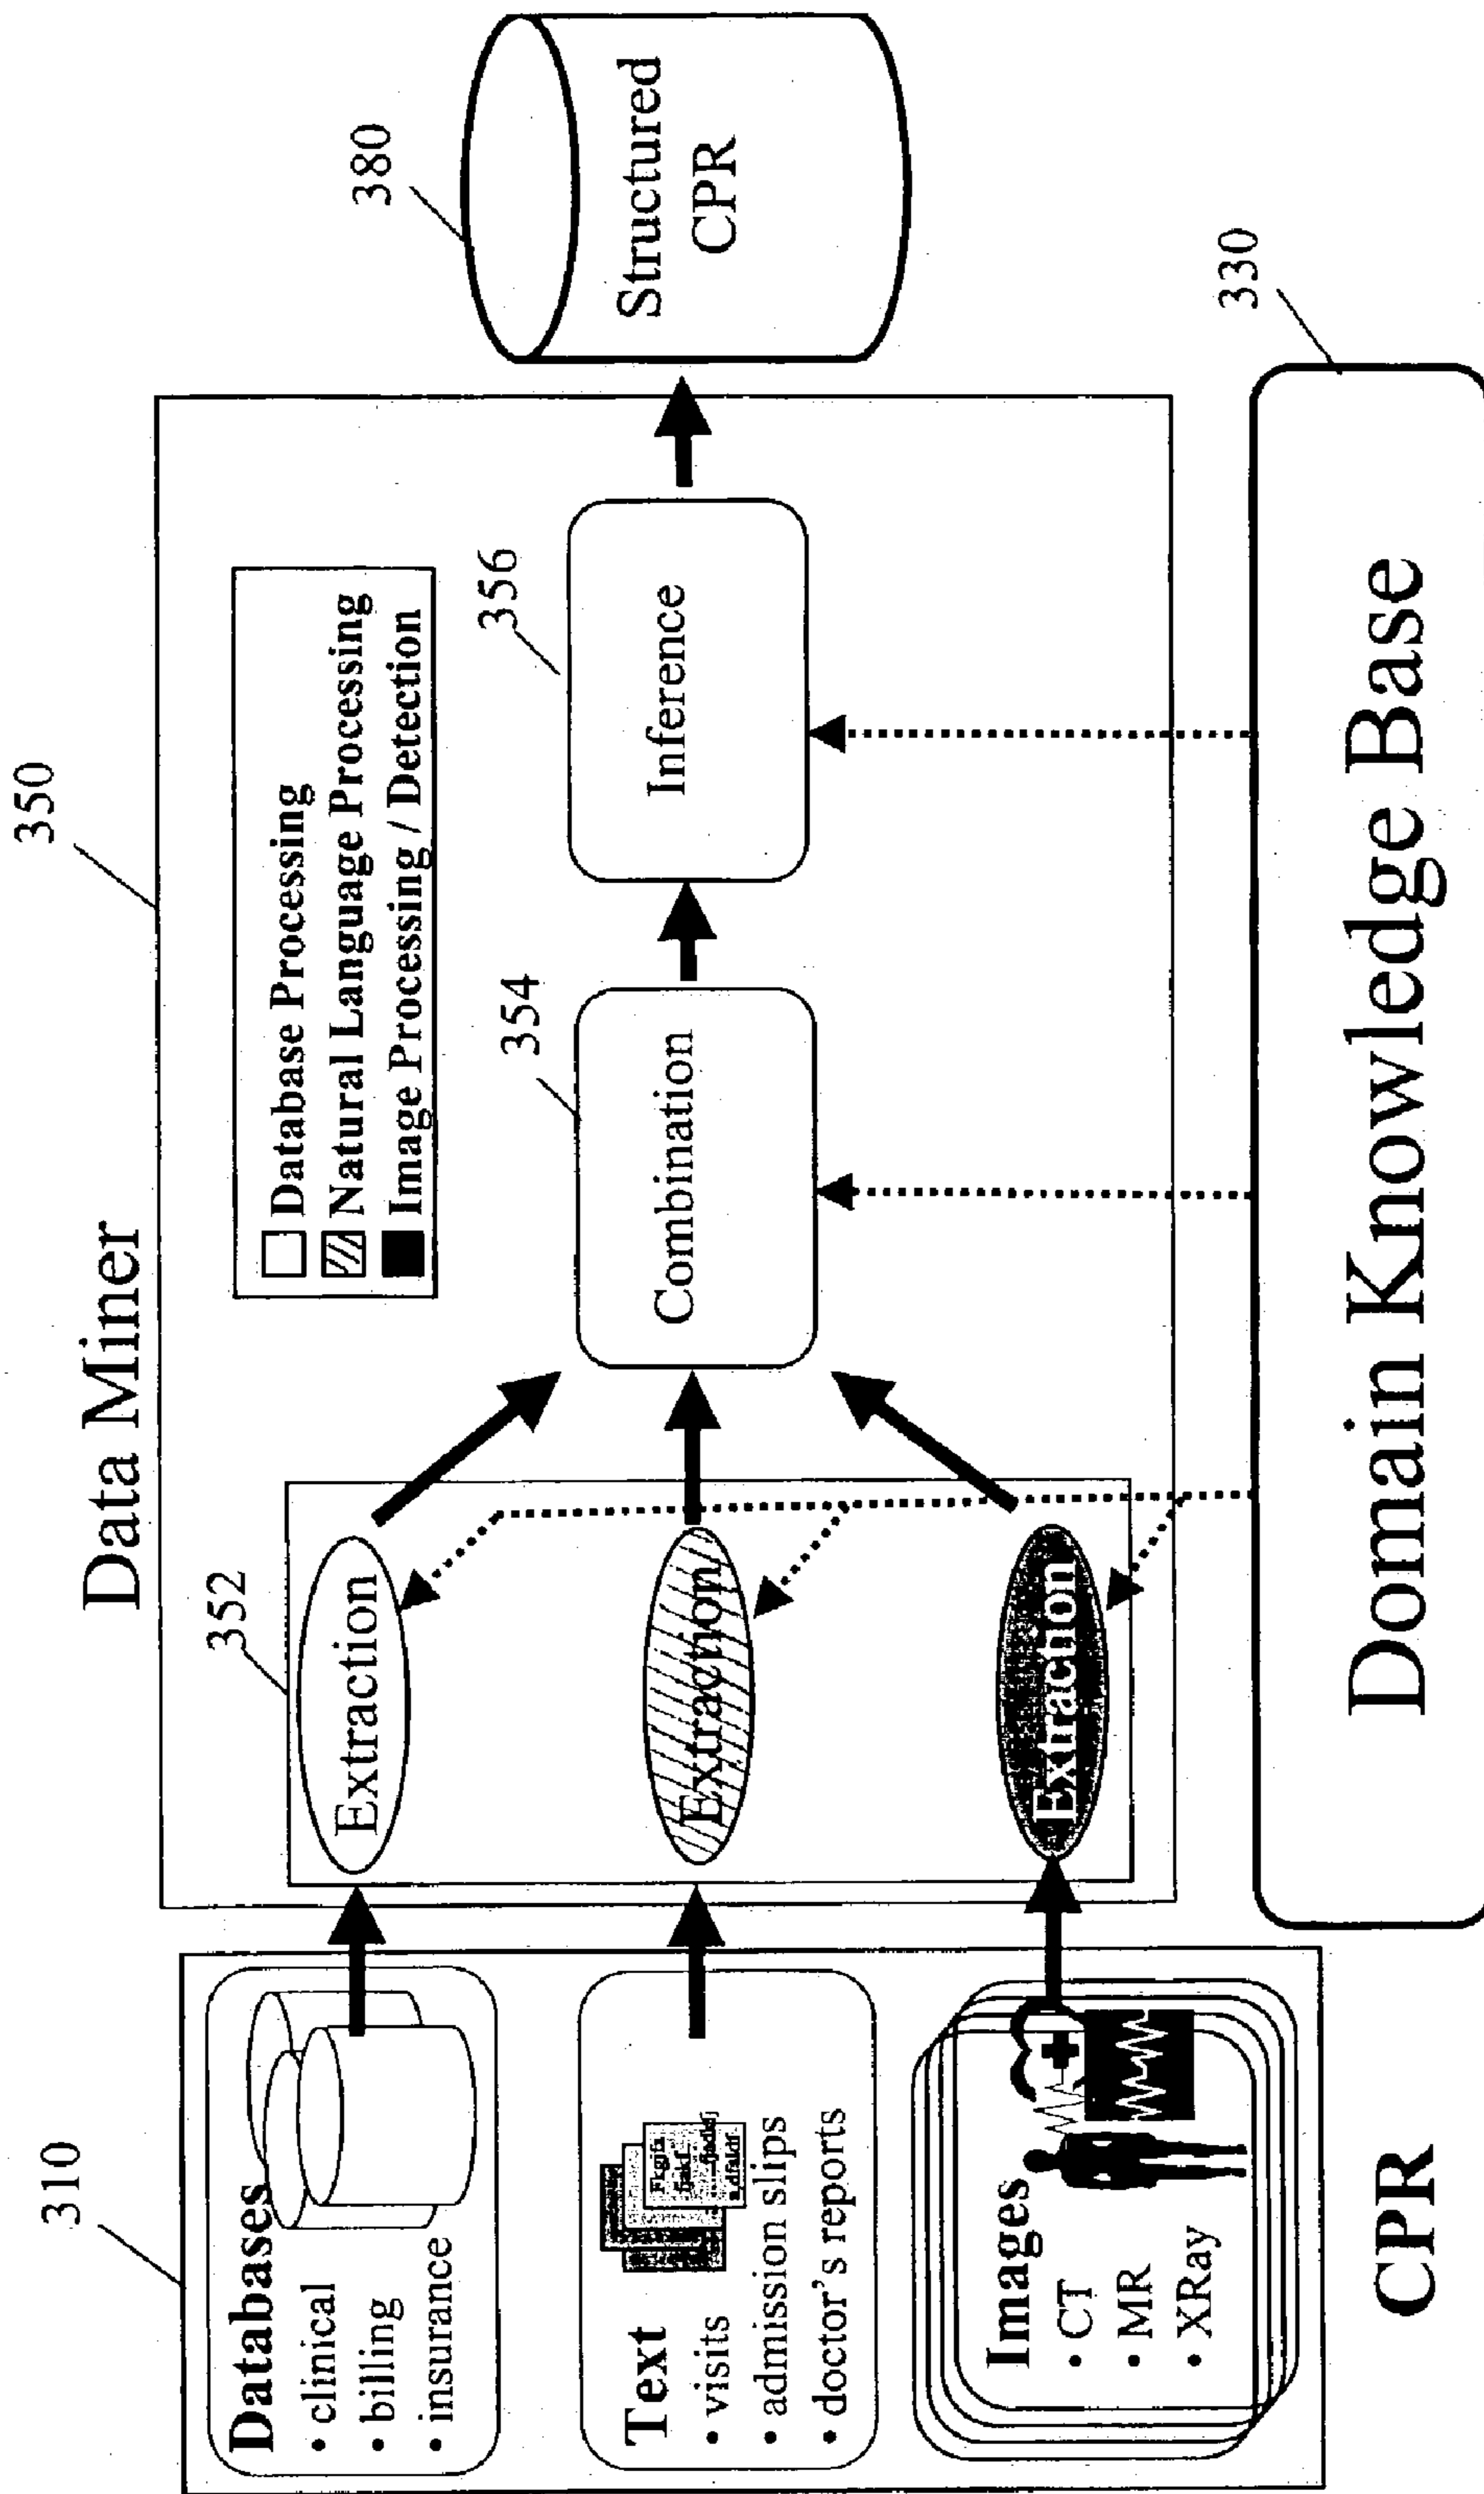 350
Data Miner
310
352
380
Databases
• clinical
• billing
• insurance
Extraction
Database Processing
Natural Language Processing
Image Processing / Detection
354
356
Text
• visits
• admission slips
• doctor's reports
Extraction
Combination
Inference
Structured
CPR
Images
• CT
• MR
• XRay
Extraction
330
CPR
Domain Knowledge Base